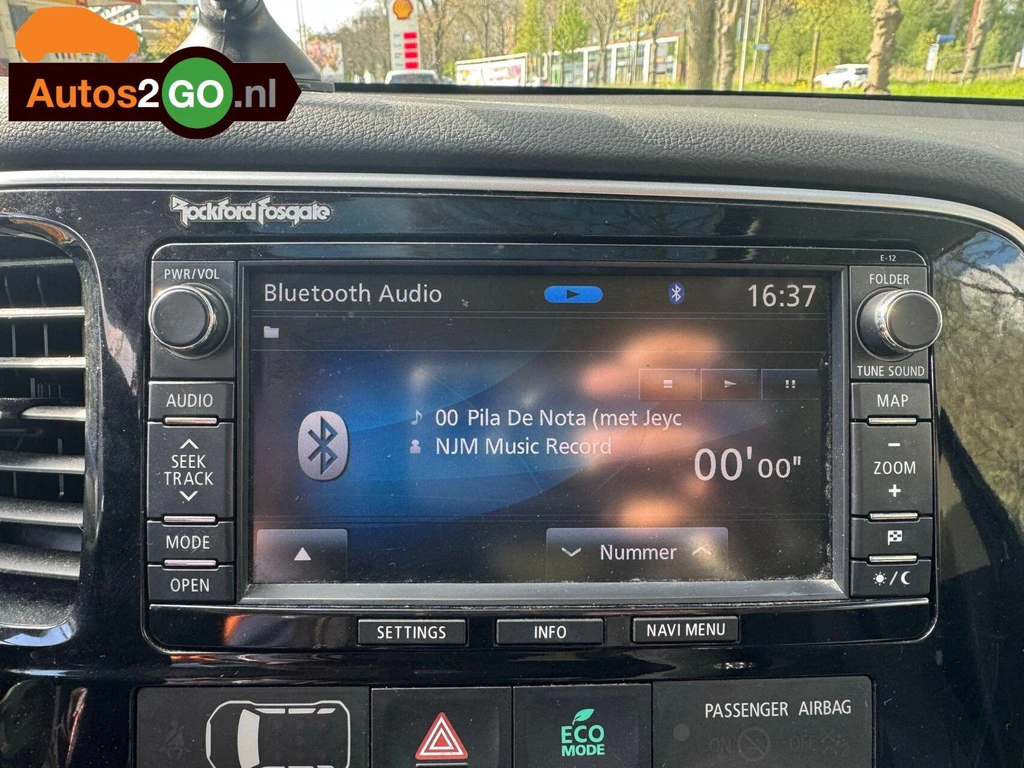 Autos2GO.nl
Rockford Fosgate
E-12
PWR/VOL
FOLDER
Bluetooth Audio
16:37
TUNE SOUND
AUDIO
MAP
00 Pila De Nota (met Jeyc
NJM Music Record
00'00"
SEEK
TRACK
ZOOM
MODE
Nummer
OPEN
SETTINGS
INFO
NAVI MENU
PASSENGER AIRBAG
ECO
MODE
ON
OFF